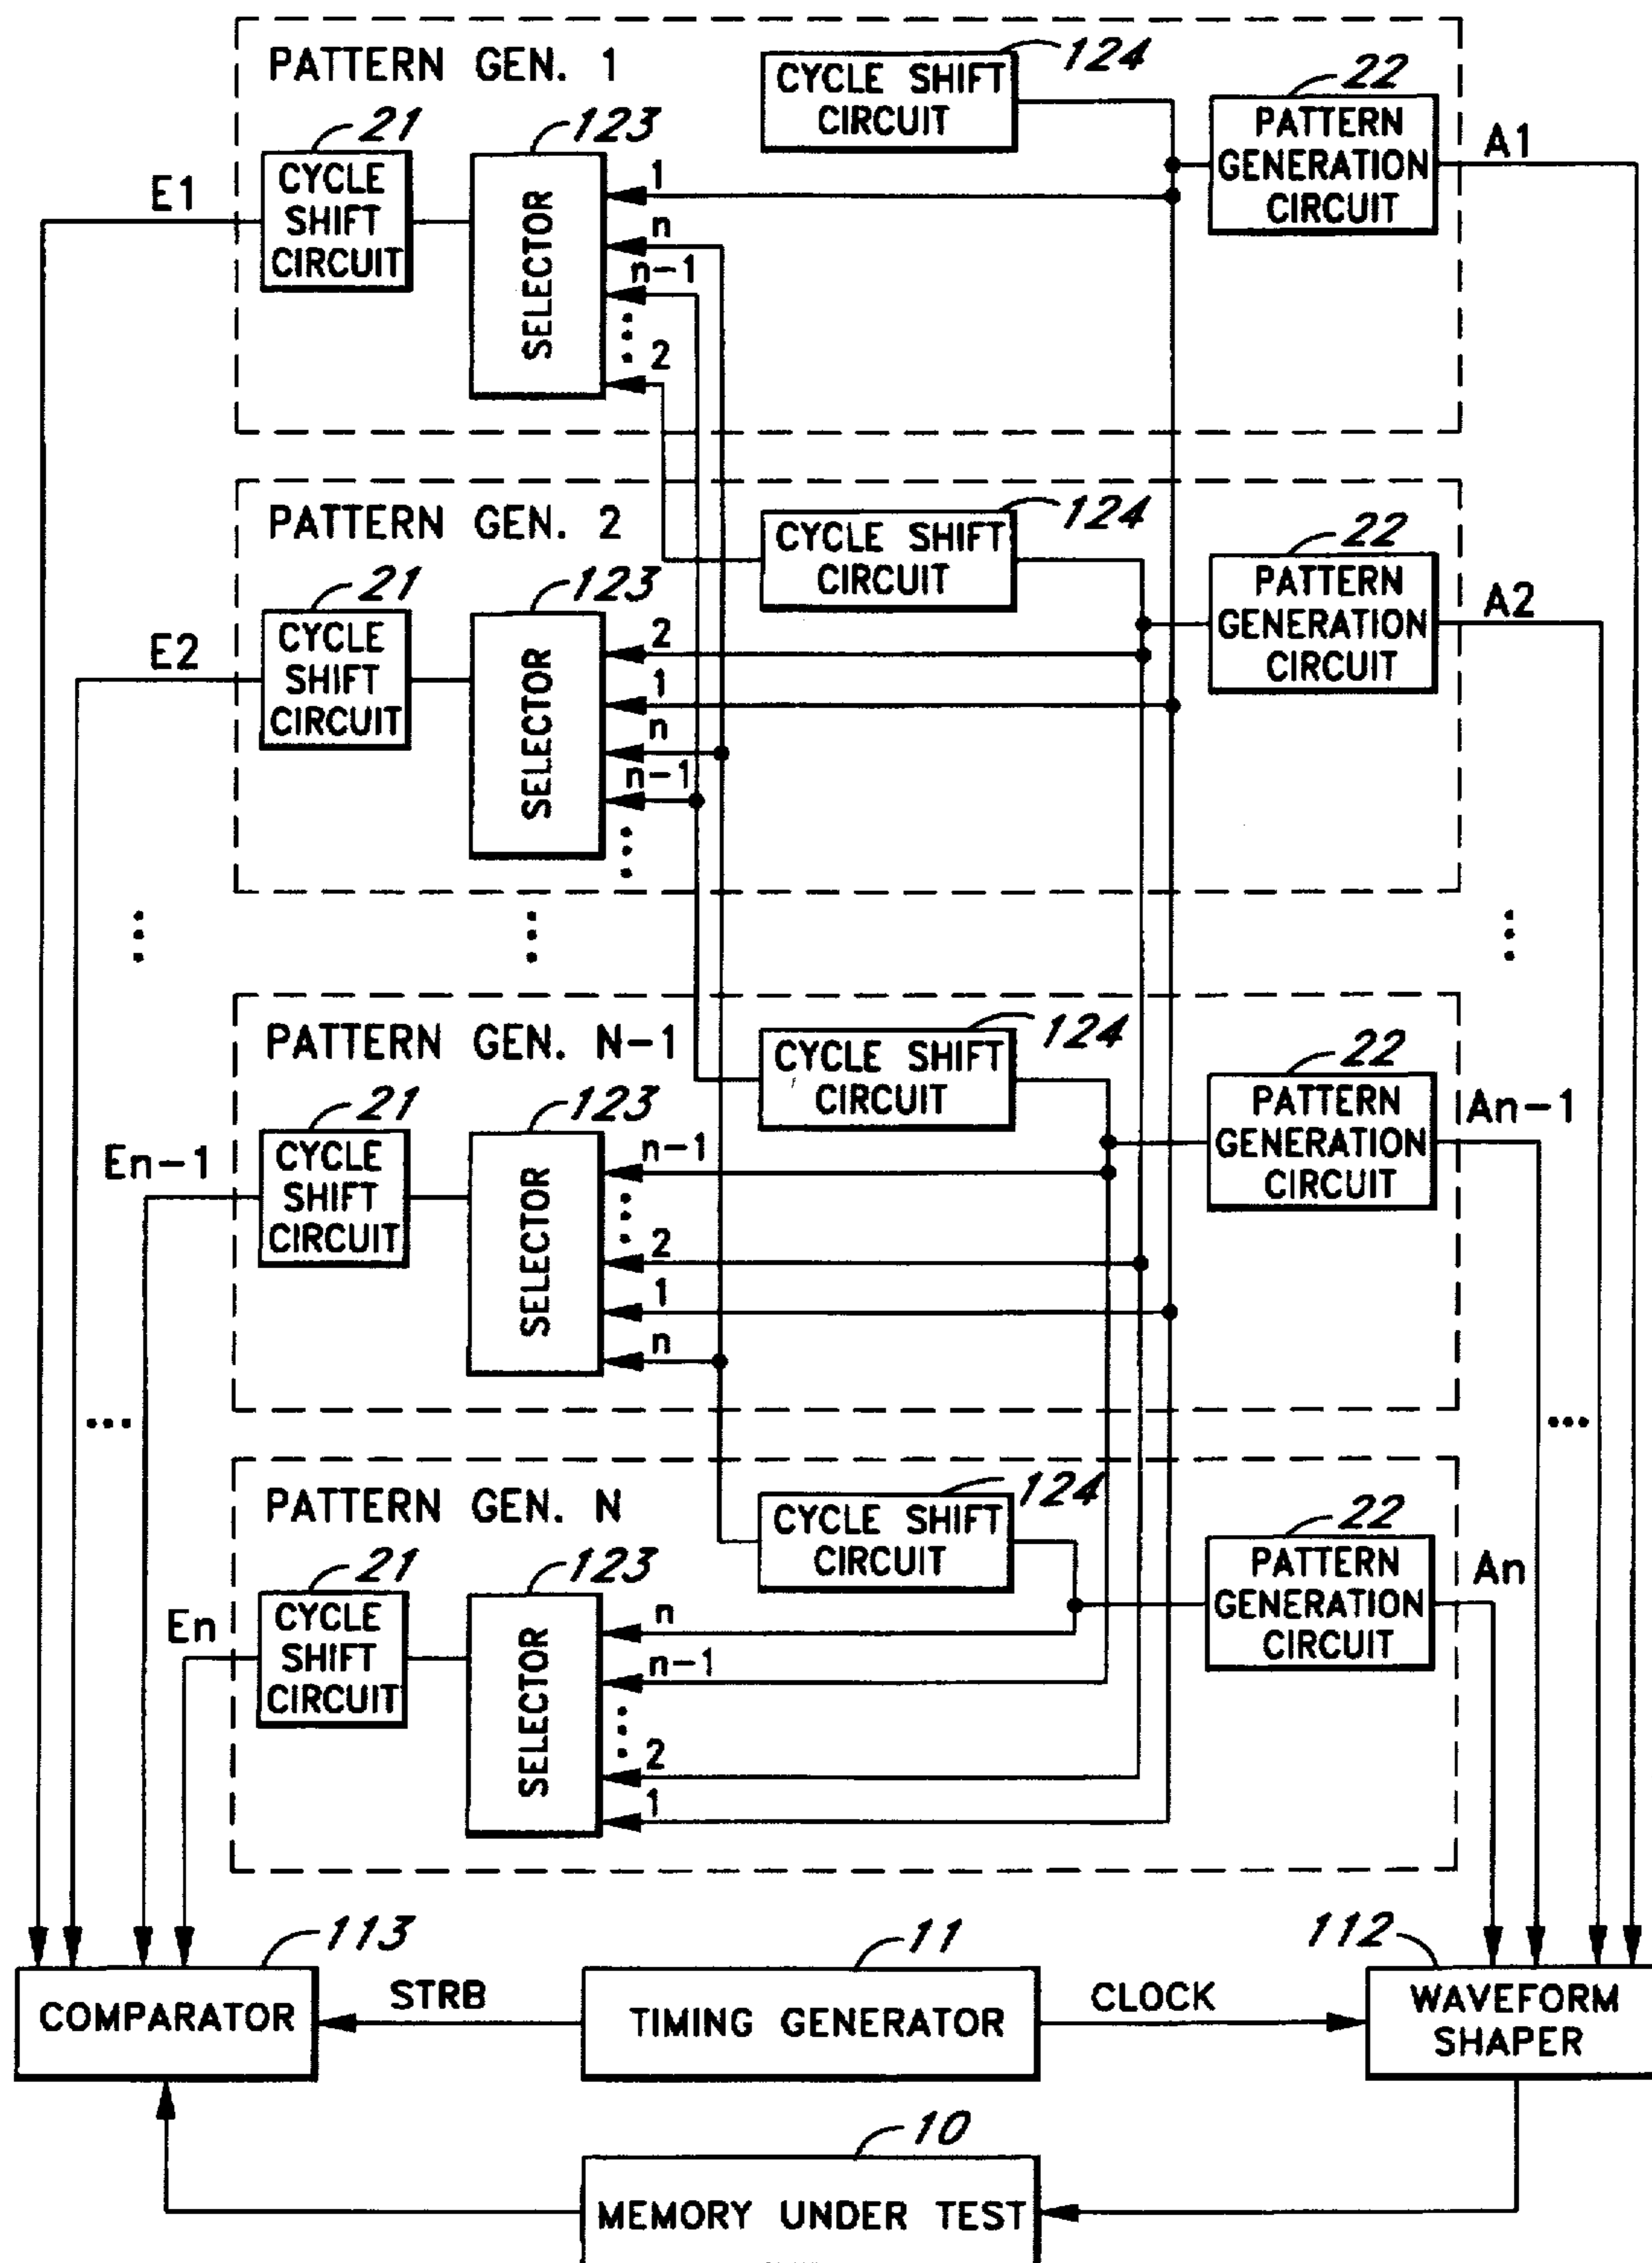 PATTERN GEN. 1
124
CYCLE SHIFT
CIRCUIT
22
PATTERN
GENERATION
CIRCUIT
A1
21
CYCLE
SHIFT
CIRCUIT
E1
123
SELECTOR
1
n
n-1
2
PATTERN GEN. 2
124
CYCLE SHIFT
CIRCUIT
22
PATTERN
GENERATION
CIRCUIT
A2
21
CYCLE
SHIFT
CIRCUIT
E2
123
SELECTOR
2
1
n
n-1
PATTERN GEN. N-1
124
CYCLE SHIFT
CIRCUIT
22
PATTERN
GENERATION
CIRCUIT
An-1
21
CYCLE
SHIFT
CIRCUIT
En-1
123
SELECTOR
n-1
2
1
n
PATTERN GEN. N
124
CYCLE SHIFT
CIRCUIT
22
PATTERN
GENERATION
CIRCUIT
An
21
CYCLE
SHIFT
CIRCUIT
En
123
SELECTOR
n
n-1
2
1
113
COMPARATOR
STRB
11
TIMING GENERATOR
CLOCK
112
WAVEFORM
SHAPER
10
MEMORY UNDER TEST